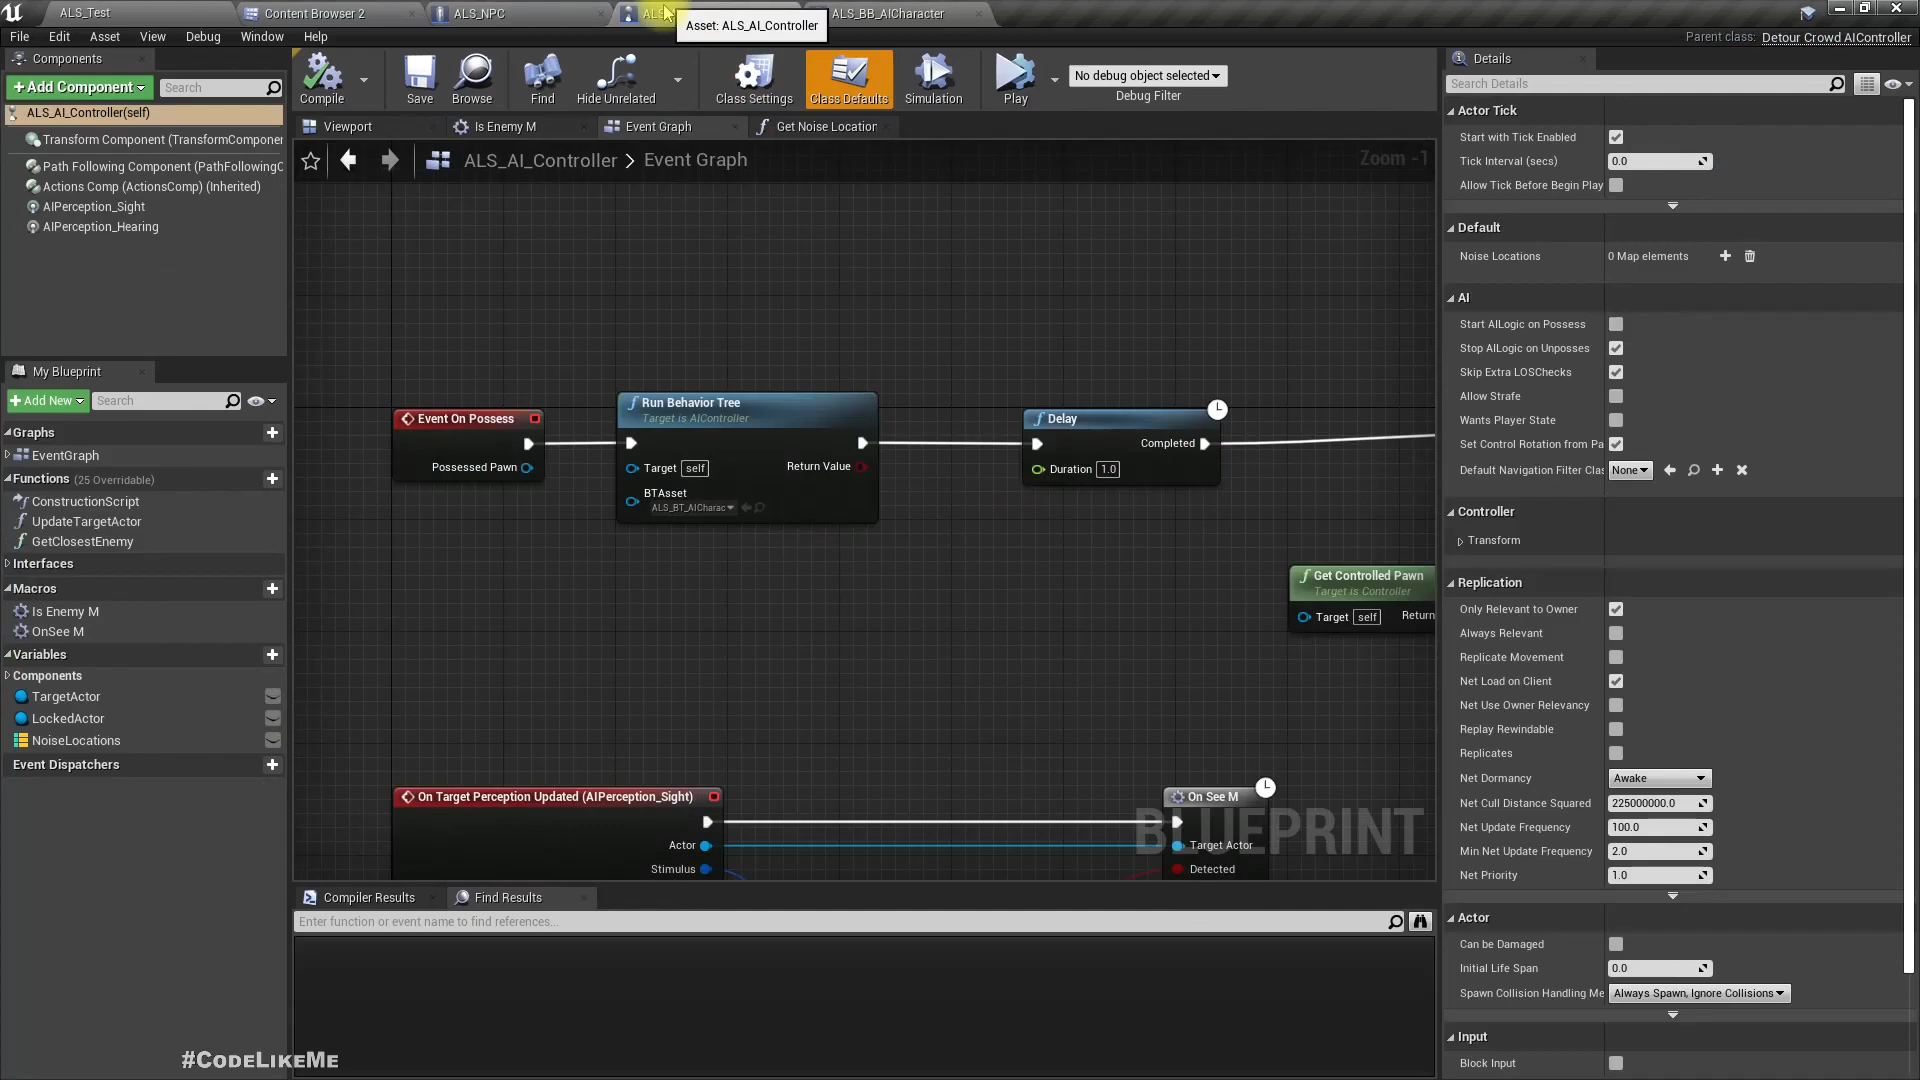 ALS_Test
Content Browser 2
ALS_NPC
ALS_BB_AICharacter
Asset: ALS_AI_Controller
File Edit Asset View Debug Window Help
Parent class: Detour Crowd AIController
Components
+Add Component
Search
ALS_AI_Controller(self)
Transform Component (TransformComponer
Path Following Component (PathFollowingC
Actions Comp (ActionsComp) (Inherited)
AIPerception_Sight
AIPerception_Hearing
My Blueprint
+Add New
Search
Graphs
EventGraph
Functions (25 Overridable)
ConstructionScript
UpdateTargetActor
GetClosestEnemy
Interfaces
Macros
Is Enemy M
OnSee M
Variables
Components
TargetActor
LockedActor
NoiseLocations
Event Dispatchers
Compile
Save
Browse
Find
Hide Unrelated
Class Settings
Class Defaults
Simulation
Play
No debug object selected
Debug Filter
Viewport
Is Enemy M
Event Graph
Get Noise Location
ALS_AI_Controller > Event Graph
Zoom -1
Event On Possess
Possessed Pawn
Run Behavior Tree
Target is AIController
Target self
Return Value
BTAsset
ALS_BT_AICharac
Delay
Completed
Duration 1.0
Get Controlled Pawn
Target is Controller
Target self
Return
On Target Perception Updated (AIPerception_Sight)
Actor
Stimulus
On See M
Target Actor
Detected
BLUEPRINT
Compiler Results
Find Results
Enter function or event name to find references...
Details
Search Details
Actor Tick
Start with Tick Enabled
Tick Interval (secs) 0.0
Allow Tick Before Begin Play
Default
Noise Locations 0 Map elements
AI
Start AILogic on Possess
Stop AILogic on Unposses
Skip Extra LOSChecks
Allow Strafe
Wants Player State
Set Control Rotation from Pa
Default Navigation Filter Clas None
Controller
Transform
Replication
Only Relevant to Owner
Always Relevant
Replicate Movement
Net Load on Client
Net Use Owner Relevancy
Replay Rewindable
Replicates
Net Dormancy Awake
Net Cull Distance Squared 225000000.0
Net Update Frequency 100.0
Min Net Update Frequency 2.0
Net Priority 1.0
Actor
Can be Damaged
Initial Life Span 0.0
Spawn Collision Handling Me Always Spawn, Ignore Collisions
Input
Block Input
#CodeLikeMe